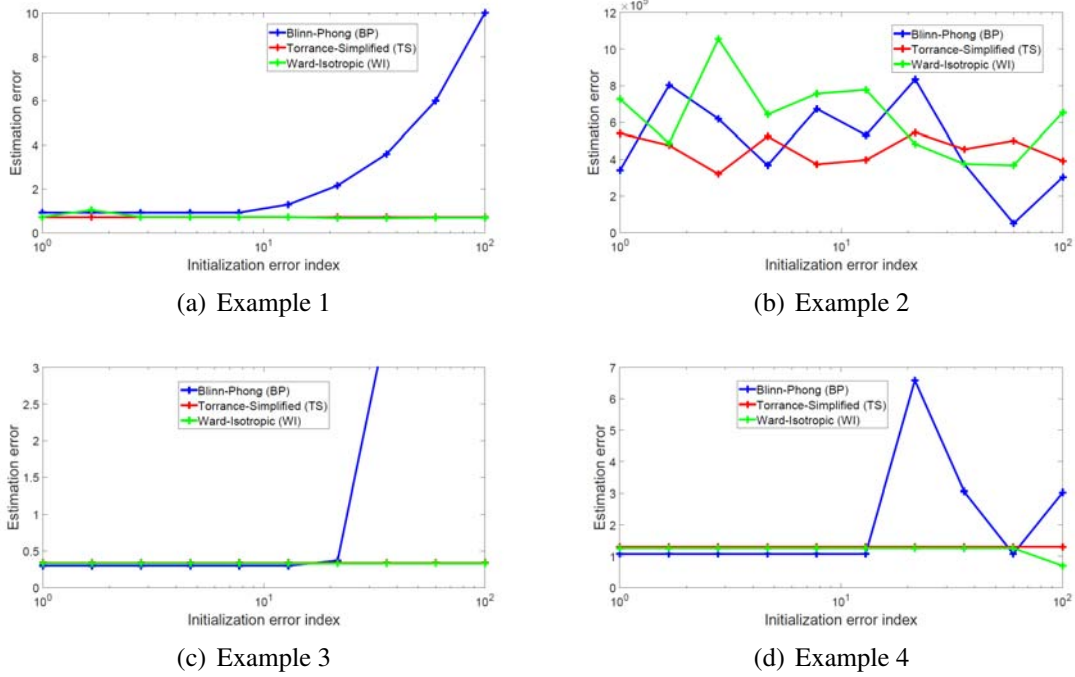 10
8
6
4
2
0
Estimation error
Blinn-Phong (BP)
Torrance-Simplified (TS)
Ward-Isotropic (WI)
10^0
10^1
10^2
Initialization error index
(a) Example 1
12
10
8
6
4
2
0
Estimation error
Blinn-Phong (BP)
Torrance-Simplified (TS)
Ward-Isotropic (WI)
10^0
10^1
10^2
Initialization error index
(b) Example 2
3
2.5
2
1.5
1
0.5
0
Estimation error
Blinn-Phong (BP)
Torrance-Simplified (TS)
Ward-Isotropic (WI)
10^0
10^1
10^2
Initialization error index
(c) Example 3
7
6
5
4
3
2
1
0
Estimation error
Blinn-Phong (BP)
Torrance-Simplified (TS)
Ward-Isotropic (WI)
10^0
10^1
10^2
Initialization error index
(d) Example 4